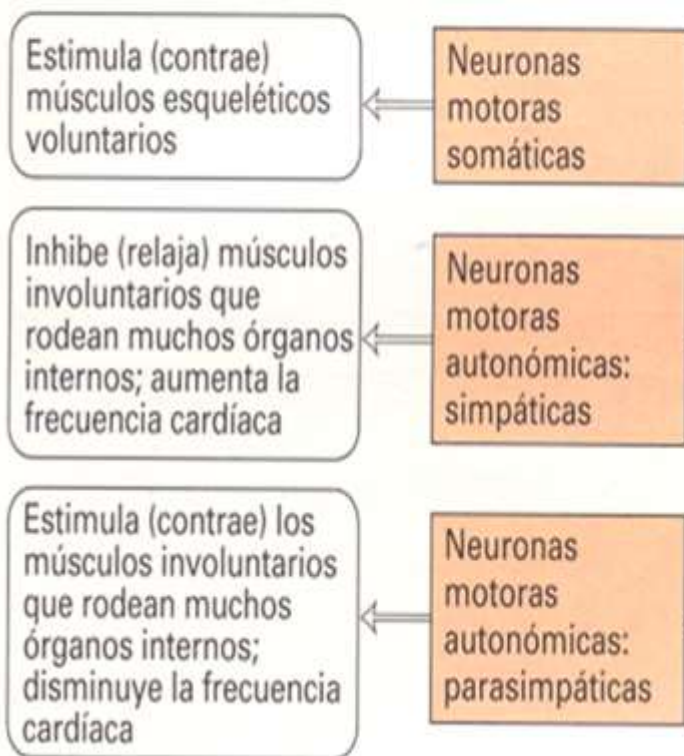 Estimula (contrae)
músculos esqueléticos
voluntarios
Neuronas
motoras
somáticas
Inhibe (relaja) músculos
involuntarios que
rodean muchos órganos
internos; aumenta la
frecuencia cardíaca
Neuronas
motoras
autonómicas:
simpáticas
Estimula (contrae) los
músculos involuntarios
que rodean muchos
órganos internos;
disminuye la frecuencia
cardíaca
Neuronas
motoras
autonómicas:
parasimpáticas